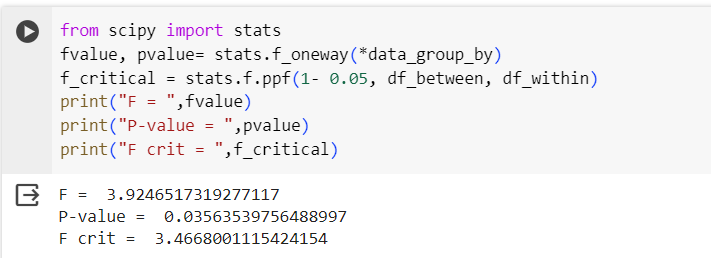 from scipy import stats
fvalue, pvalue= stats.f_oneway(*data_group_by)
f_critical = stats.f.ppf(1- 0.05, df_between, df_within)
print("F = ",fvalue)
print("P-value = ",pvalue)
print("F crit = ",f_critical)
F =  3.9246517319277117
P-value =  0.03563539756488997
F crit =  3.4668001115424154